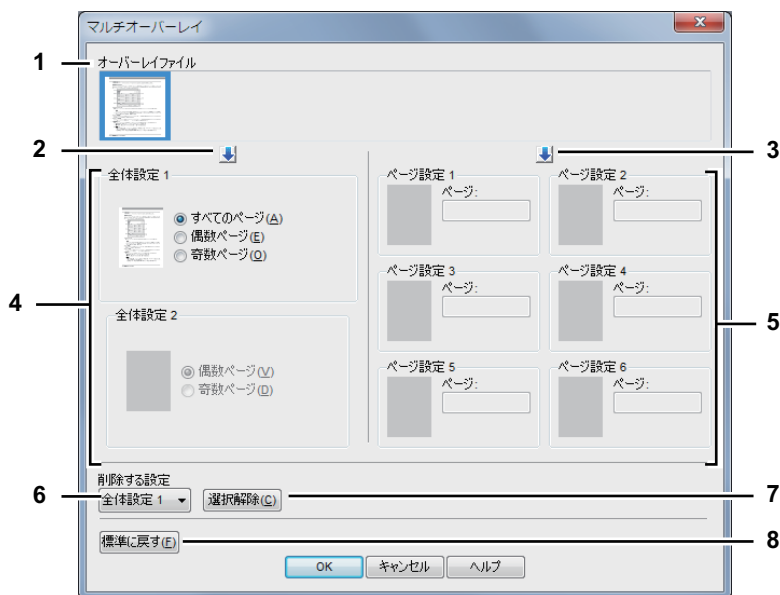 マルチオーバーレイ
1
オーバーレイファイル
2
3
全体設定 1
すべてのページ(A)
偶数ページ(E)
奇数ページ(O)
ページ設定 1
ページ:
ページ設定 2
ページ:
ページ設定 3
ページ:
ページ設定 4
ページ:
4
5
全体設定 2
偶数ページ(V)
奇数ページ(D)
ページ設定 5
ページ:
ページ設定 6
ページ:
削除する設定
6
全体設定 1
選択解除(C)
7
標準に戻す(F)
8
OK
キャンセル
ヘルプ